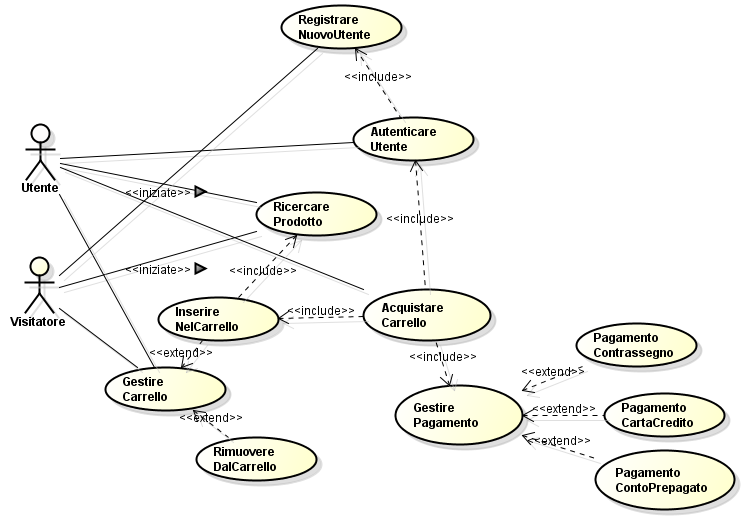 Registrare
NuovoUtente
<<include>>
Autenticare
Utente
Utente
<<iniziate>>
Ricercare
Prodotto
<<include>>
<<iniziate>>
<<include>>
Visitatore
Inserire
NelCarrello
<<include>>
Acquistare
Carrello
<<extend>>
<<include>>
Pagamento
Contrassegno
<<extend>>
Gestire
Carrello
Gestire
Pagamento
<<extend>>
Pagamento
CartaCredito
<<extend>>
<<extend>>
Rimuovere
DalCarrello
Pagamento
ContoPrepagato